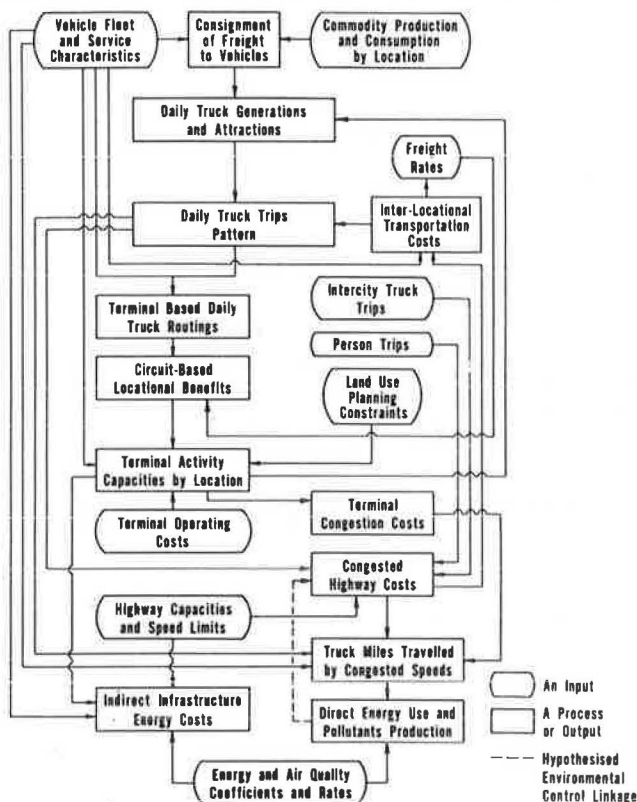 Vehicle Fleet
and Service
Characteristics
Consignment
of Freight
to Vehicles
Commodity Production
and Consumption
by Location
Daily Truck Generations
and Attractions
Freight
Rates
Daily Truck Trips
Pattern
Inter-Locational
Transportation
Costs
Intercity Truck
Trips
Terminal Based Daily
Truck Routings
Person Trips
Circuit-Based
Locational Benefits
Land Use
Planning
Constraints
Terminal Activity
Capacities by Location
Terminal Operating
Costs
Terminal
Congestion Costs
Congested
Highway Costs
Highway Capacities
and Speed Limits
Truck Miles Travelled
by Congested Speeds
Indirect Infrastructure
Energy Costs
Direct Energy Use and
Pollutants Production
Energy and Air Quality
Coefficients and Rates
An Input
A Process
or Output
Hypothesised
Environmental
Control Linkage